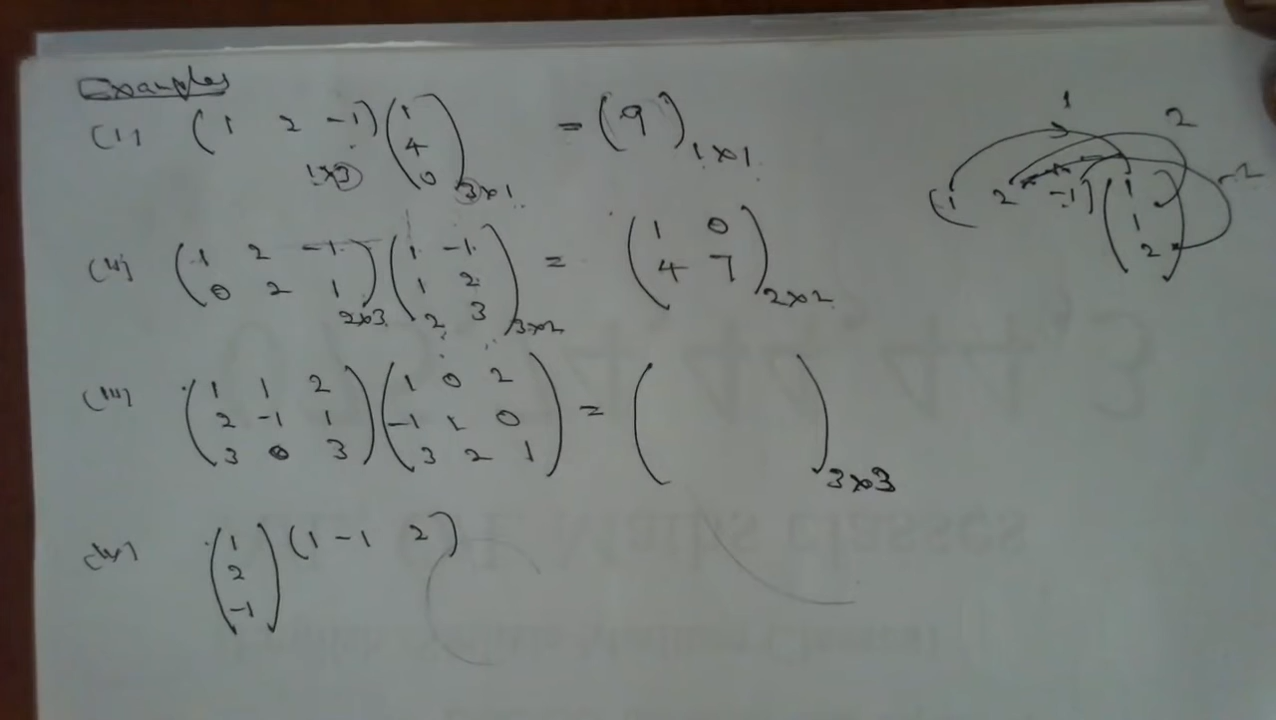 Examples
(i) (1 2 -1)1×3 (1 4 0)3×1 = (9)1×1
(1 2 -1) (1 1 2) 1 2 -2
(ii) (1 2 -1
0 2 1)2×3 (1 -1
1 2
2 3)3×2 = (1 0
4 7)2×2
(iii) (1 1 2
2 -1 1
3 0 3) (1 0 2
-1 1 0
3 2 1) = ( )3×3
(iv) (1
2
-1) (1 -1 2)